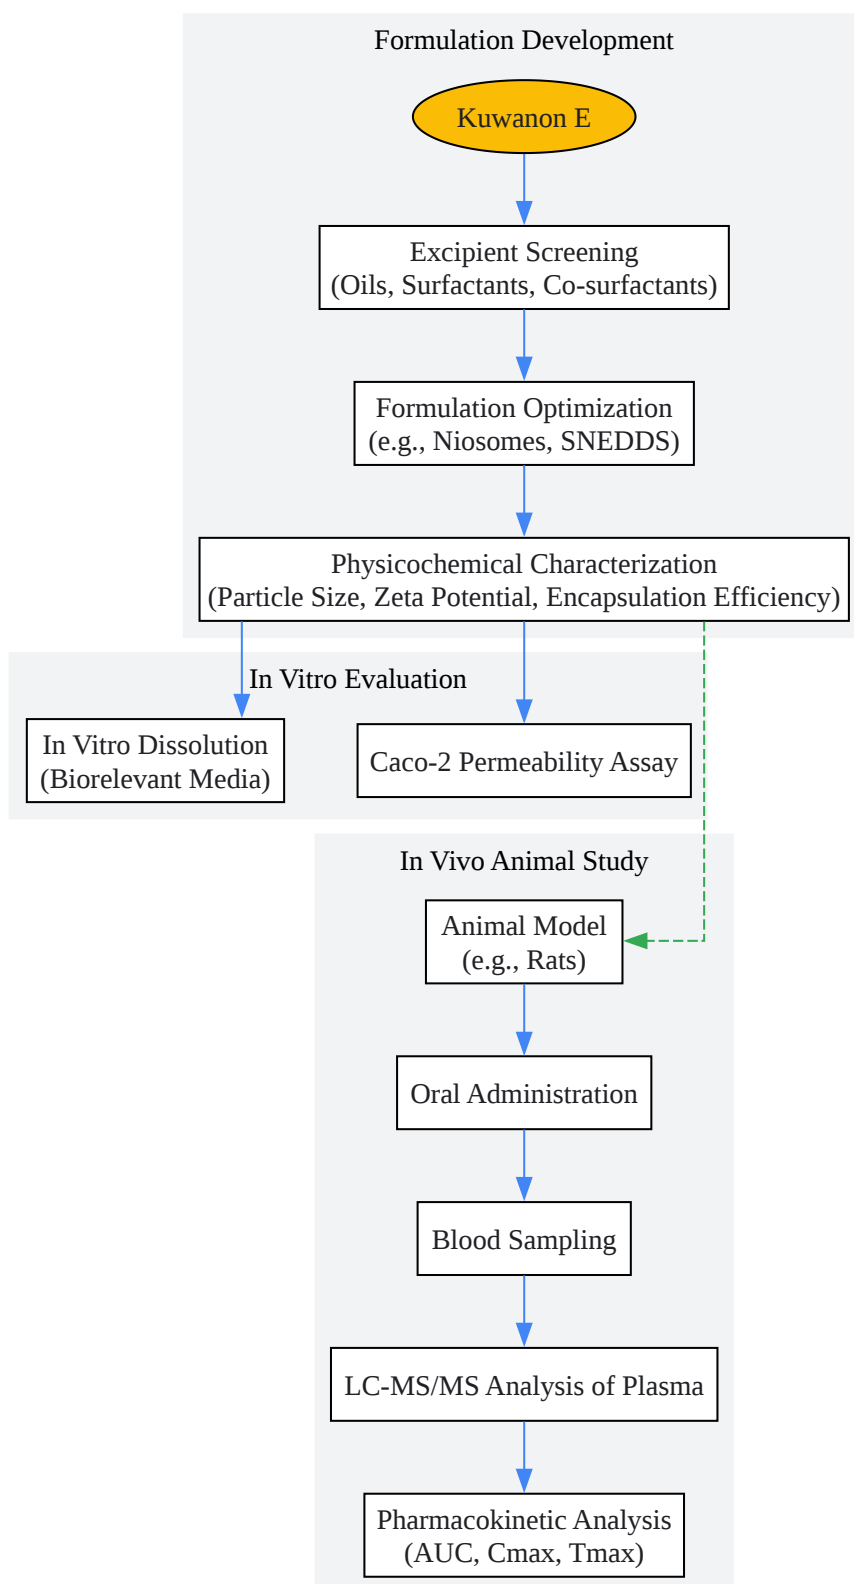 Formulation Development
Kuwanon E
Excipient Screening
(Oils, Surfactants, Co-surfactants)
Formulation Optimization
(e.g., Niosomes, SNEDDS)
Physicochemical Characterization
(Particle Size, Zeta Potential, Encapsulation Efficiency)
In Vitro Evaluation
In Vitro Dissolution
(Biorelevant Media)
Caco-2 Permeability Assay
In Vivo Animal Study
Animal Model
(e.g., Rats)
Oral Administration
Blood Sampling
LC-MS/MS Analysis of Plasma
Pharmacokinetic Analysis
(AUC, Cmax, Tmax)